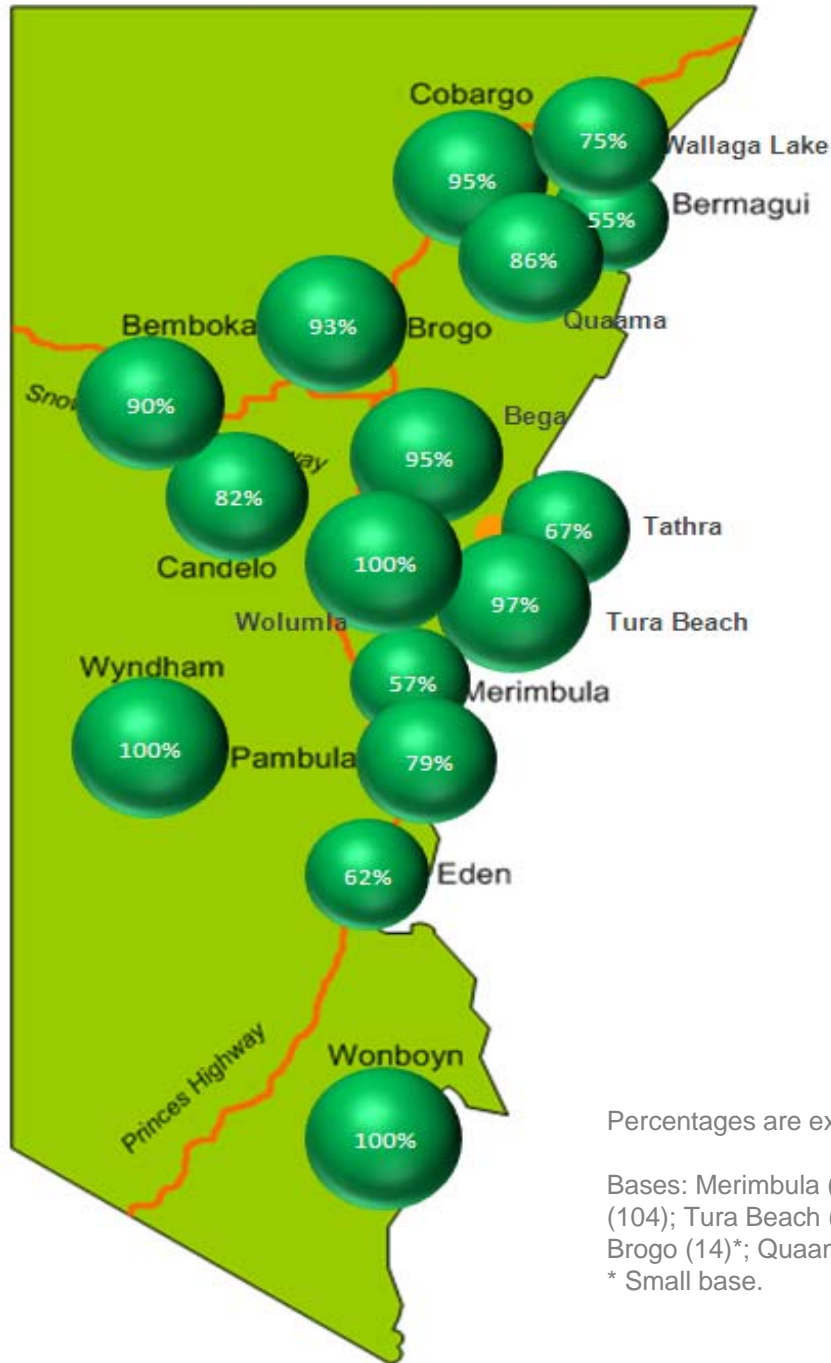 Cobargo
75%
Wallaga Lake
95%
Bermagui
55%
86%
Quaama
Bemboka
93%
Brogo
90%
Bega
95%
82%
Candelo
67%
Tathra
100%
97%
Wolumla
Tura Beach
Wyndham
57%
Merimbula
100%
Pambula
79%
62%
Eden
Princes Highway
Wonboyn
100%
Percentages are ex
Bases: Merimbula (
(104); Tura Beach (
Brogo (14)*; Quaar
* Small base.